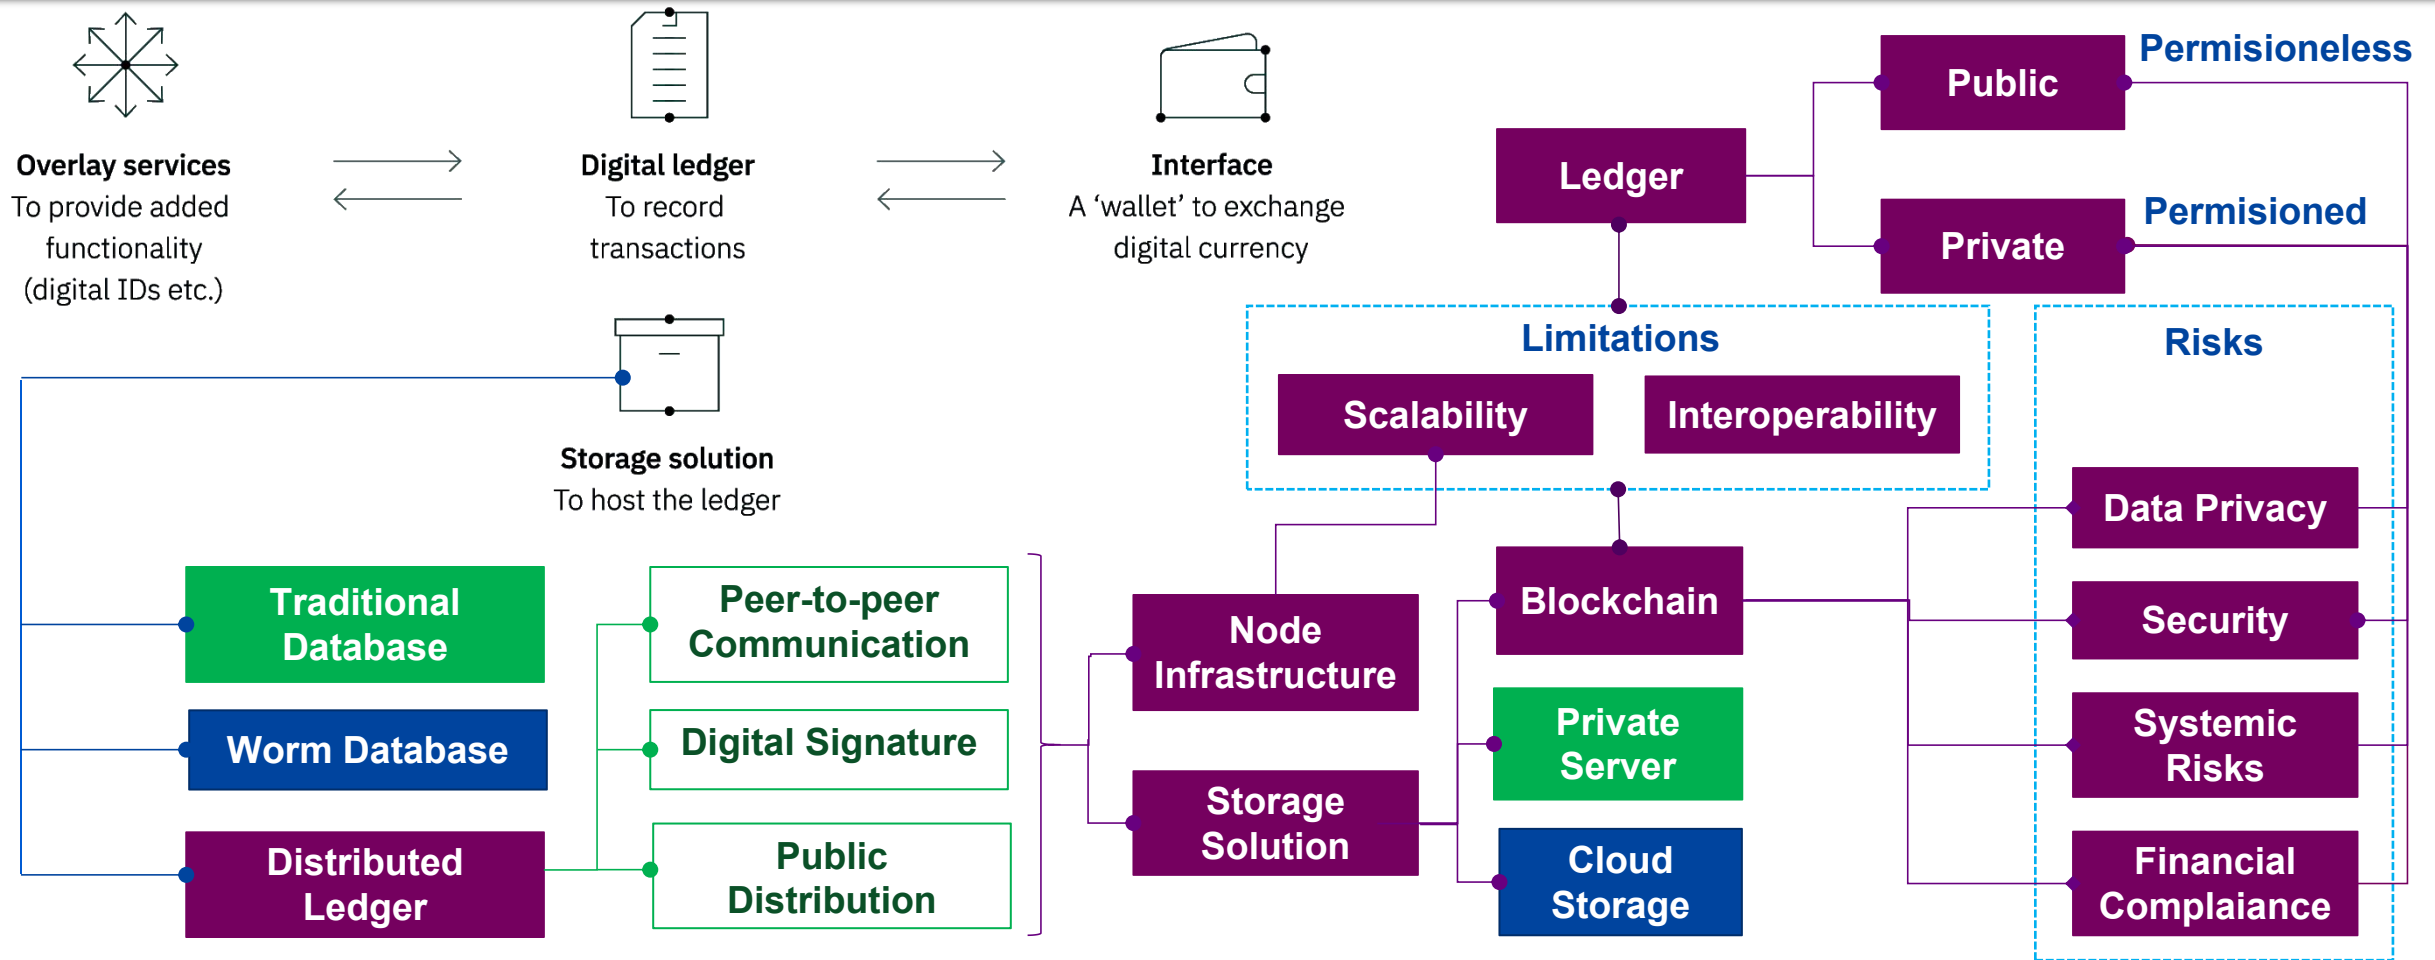 Overlay services
To provide added
functionality
(digital IDs etc.)
Digital ledger
To record
transactions
Interface
A ‘wallet’ to exchange
digital currency
Storage solution
To host the ledger
Traditional
Database
Worm Database
Distributed
Ledger
Peer-to-peer
Communication
Digital Signature
Public
Distribution
Node
Infrastructure
Storage
Solution
Ledger
Public
Permisioneless
Private
Permisioned
Limitations
Scalability
Interoperability
Blockchain
Private
Server
Cloud
Storage
Risks
Data Privacy
Security
Systemic
Risks
Financial
Complaiance